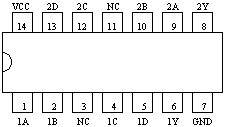 VCC 2D 2C NC 2B 2A 2Y
14 13 12 11 10 9 8
1 2 3 4 5 6 7
1A 1B NC 1C 1D 1Y GND